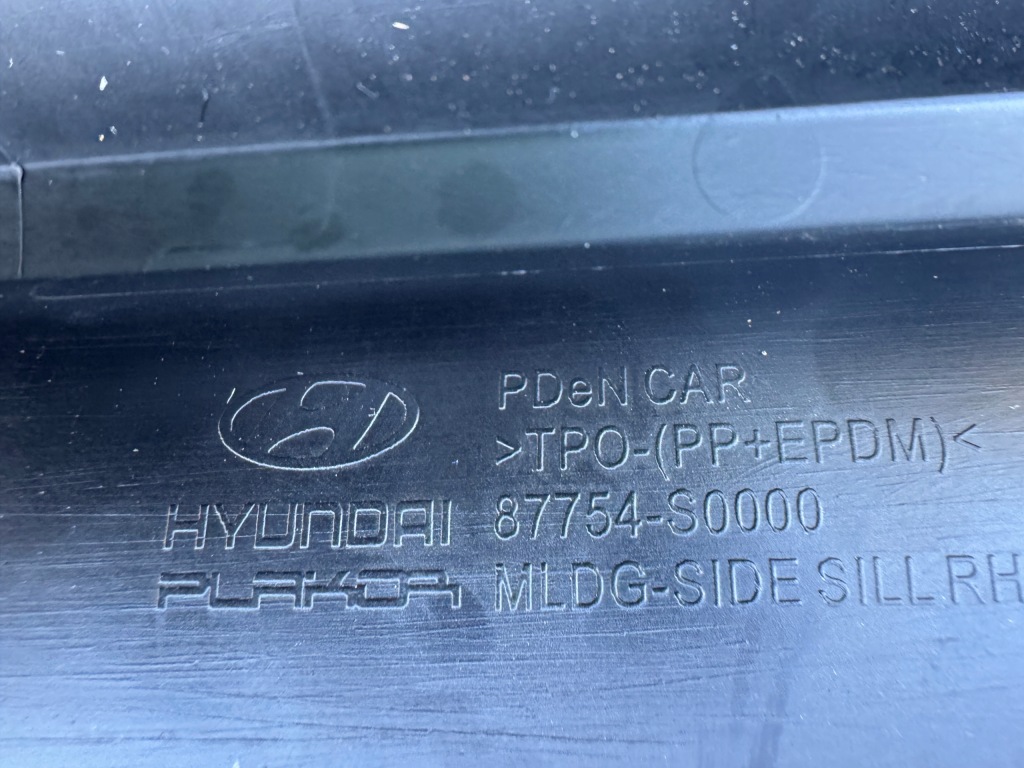 PDeN CAR
>TPO-(PP+EPDM)<
HYUNDAI 87754-S0000
PLAKOR MLDG-SIDE SILL RH